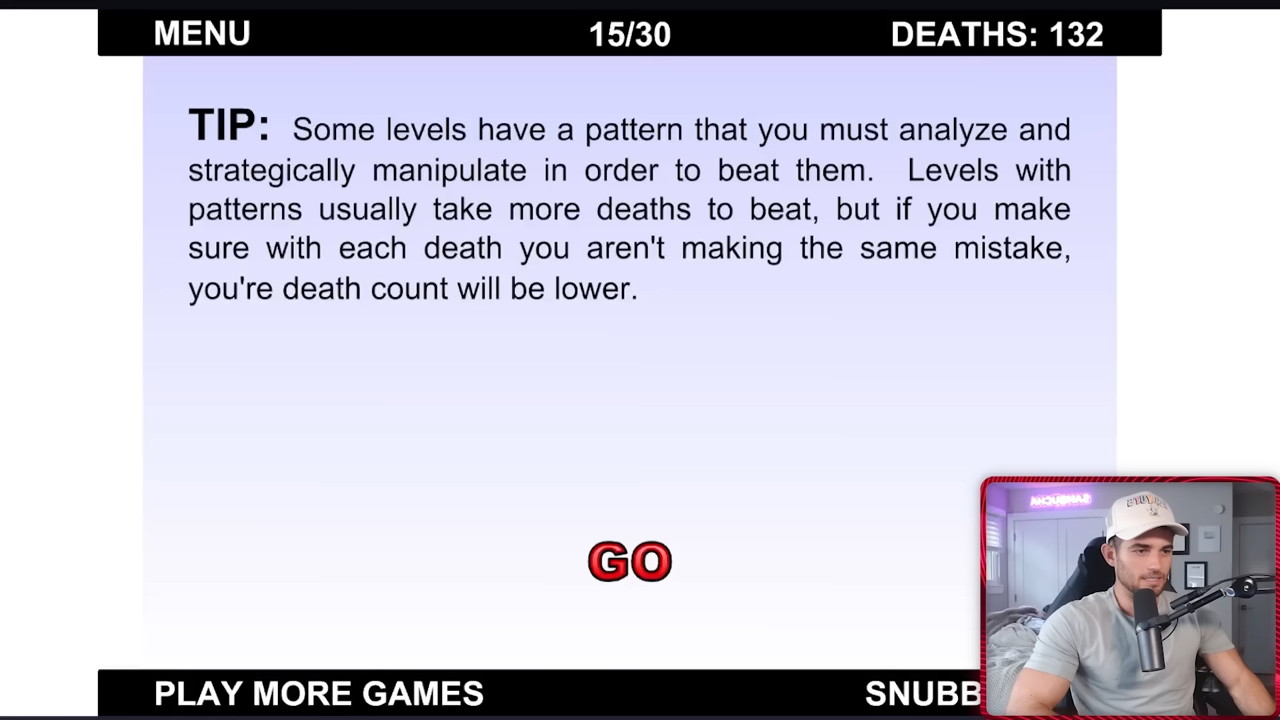 MENU 15/30 DEATHS: 132
TIP: Some levels have a pattern that you must analyze and
strategically manipulate in order to beat them. Levels with
patterns usually take more deaths to beat, but if you make
sure with each death you aren't making the same mistake,
you're death count will be lower.
GO
PLAY MORE GAMES